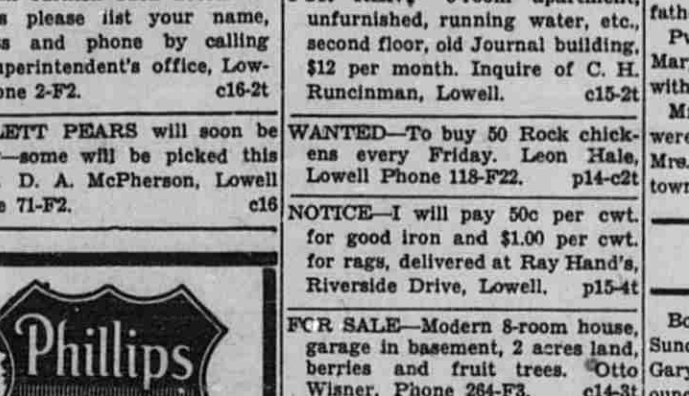 s please list your name,
and phone by calling
uperintendent's office, Low-
one 2-F2. c16-2t
LETT PEARS will soon be
—some will be picked this
D. A. McPherson, Lowell
e 71-F2. c16
Phillips
unfurnished, running water, etc.,
second floor, old Journal building,
$12 per month. Inquire of C. H.
Runcinman, Lowell. c15-2t
WANTED—To buy 50 Rock chick-
ens every Friday. Leon Hale,
Lowell Phone 118-F22. p14-c2t
NOTICE—I will pay 50c per cwt.
for good iron and $1.00 per cwt.
for rags, delivered at Ray Hand's,
Riverside Drive, Lowell. p15-4t
FOR SALE—Modern 8-room house,
garage in basement, 2 acres land,
berries and fruit trees. Otto
Wisner. Phone 264-F3. c14-3t
fath
Pv
Mar
with
M
were
Mrs.
town
Bo
Sund
Gary